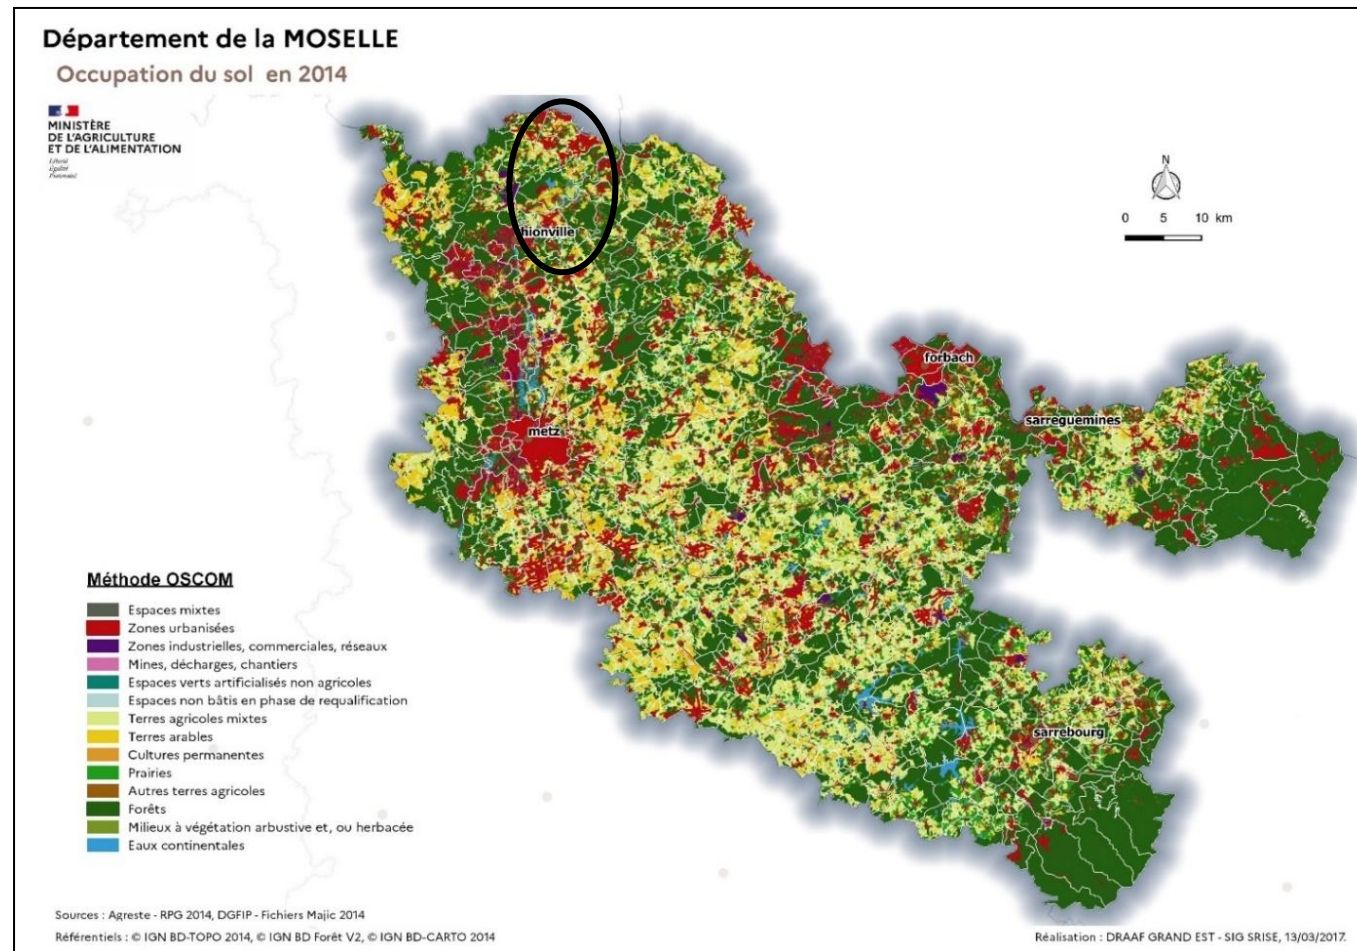 Département de la MOSELLE
Occupation du sol en 2014
MINISTÈRE
DE L'AGRICULTURE
ET DE L'ALIMENTATION
Liberté
Égalité
Fraternité
N
0 5 10 km
hionville
forbach
sarreguemines
metz
sarrebourg
Méthode OSCOM
Espaces mixtes
Zones urbanisées
Zones industrielles, commerciales, réseaux
Mines, décharges, chantiers
Espaces verts artificialisés non agricoles
Espaces non bâtis en phase de requalification
Terres agricoles mixtes
Terres arables
Cultures permanentes
Prairies
Autres terres agricoles
Forêts
Milieux à végétation arbustive et, ou herbacée
Eaux continentales
Sources : Agreste - RPG 2014, DGFIP - Fichiers Majic 2014
Référentiels : © IGN BD-TOPO 2014, © IGN BD Forêt V2, © IGN BD-CARTO 2014
Réalisation : DRAAF GRAND EST - SIG SRISE, 13/03/2017.